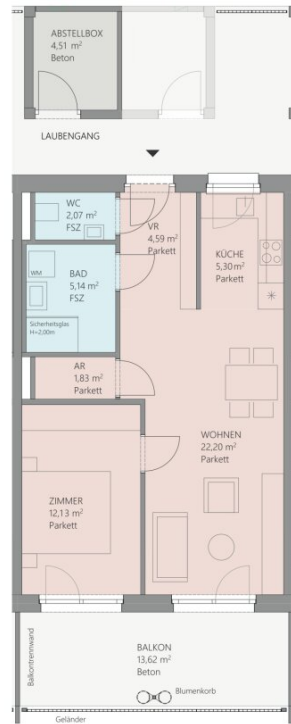 ABSTELLBOX
4,51 m²
Beton
LAUBENGANG
WC
2,07 m²
FSZ
VR
4,59 m²
Parkett
KÜCHE
5,30 m²
Parkett
BAD
5,14 m²
FSZ
WM
Sicherheitsglas
H=2,00m
AR
1,83 m²
Parkett
WOHNEN
22,20 m²
Parkett
ZIMMER
12,13 m²
Parkett
Balkontrennwand
BALKON
13,62 m²
Beton
Blumenkorb
Geländer